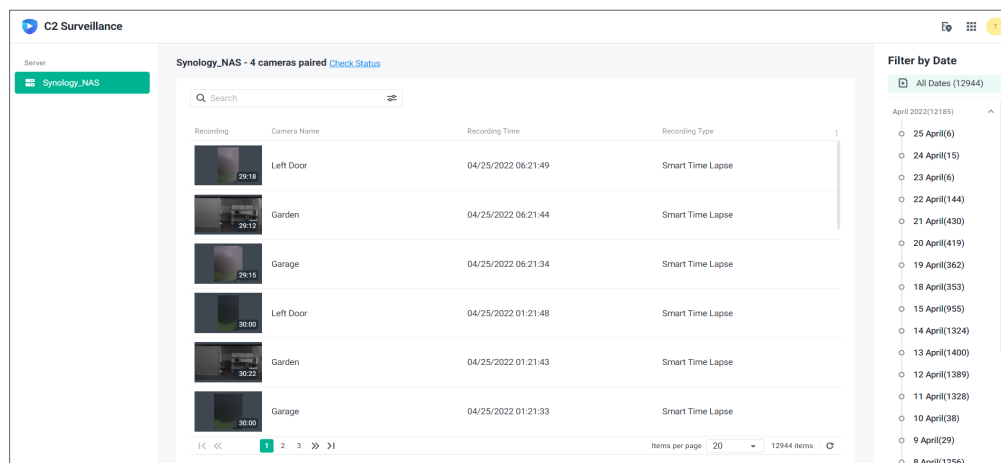 C2 Surveillance
T
Server
Synology_NAS
Synology_NAS - 4 cameras paired Check Status
Search
Recording Camera Name Recording Time Recording Type
29:18 Left Door 04/25/2022 06:21:49 Smart Time Lapse
29:12 Garden 04/25/2022 06:21:44 Smart Time Lapse
29:15 Garage 04/25/2022 06:21:34 Smart Time Lapse
30:00 Left Door 04/25/2022 01:21:48 Smart Time Lapse
30:22 Garden 04/25/2022 01:21:43 Smart Time Lapse
30:00 Garage 04/25/2022 01:21:33 Smart Time Lapse
1 2 3 Items per page 20 12944 items
Filter by Date
All Dates (12944)
April 2022(12185)
25 April(6)
24 April(15)
23 April(6)
22 April(144)
21 April(430)
20 April(419)
19 April(362)
18 April(353)
15 April(955)
14 April(1324)
13 April(1400)
12 April(1389)
11 April(1328)
10 April(38)
9 April(29)
8 April(1256)